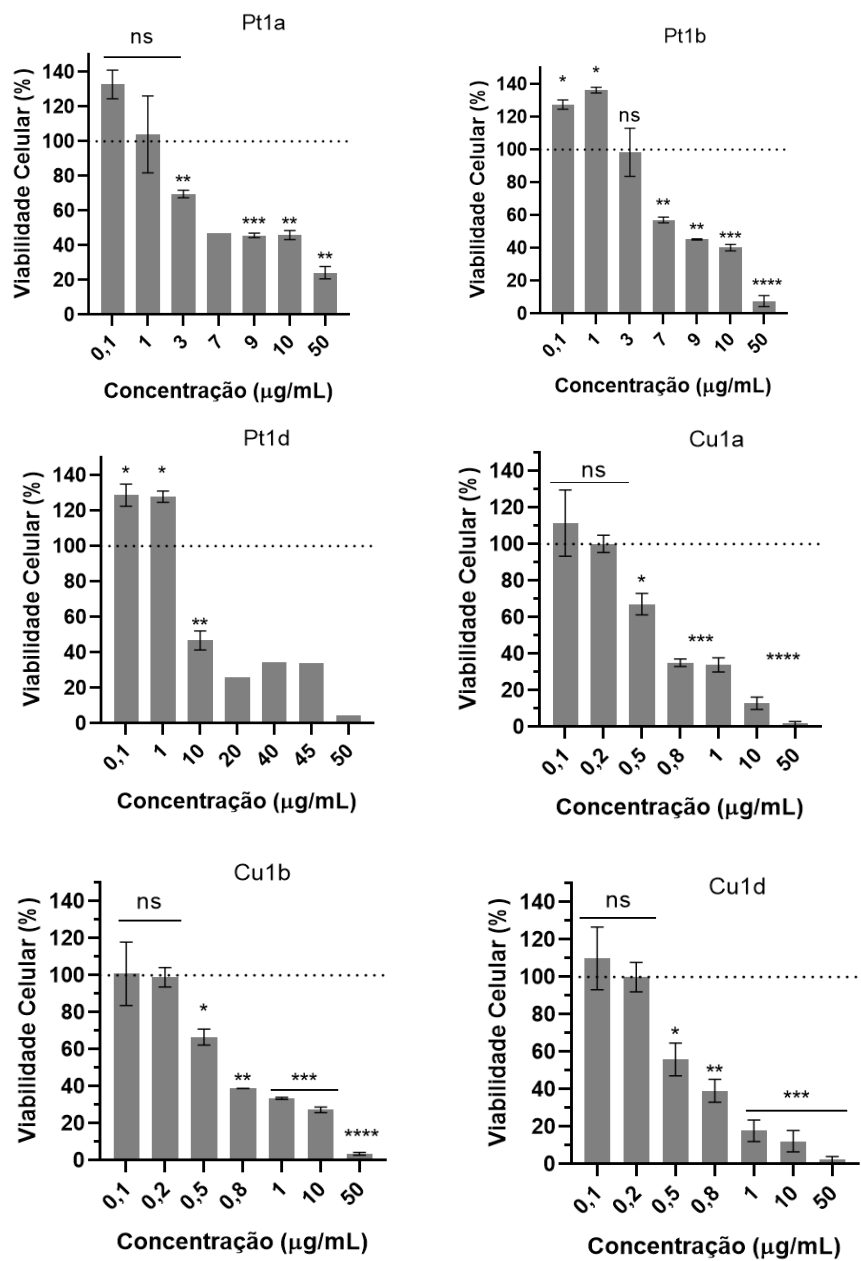 Pt1a
ns
Viabilidade Celular (%)
140
120
100
80
60
40
20
0
**
***
**
**
0,1 1 3 7 9 10 50
Concentração (μg/mL)
Pt1b
Viabilidade Celular (%)
140
120
100
80
60
40
20
0
*
*
ns
**
**
***
****
0,1 1 3 7 9 10 50
Concentração (μg/mL)
Pt1d
Viabilidade Celular (%)
140
120
100
80
60
40
20
0
*
*
**
0,1 1 10 20 40 45 50
Concentração (μg/mL)
Cu1a
ns
Viabilidade Celular (%)
140
120
100
80
60
40
20
0
*
***
****
0,1 0,2 0,5 0,8 1 10 50
Concentração (μg/mL)
Cu1b
ns
Viabilidade Celular (%)
140
120
100
80
60
40
20
0
*
**
***
****
0,1 0,2 0,5 0,8 1 10 50
Concentração (μg/mL)
Cu1d
ns
Viabilidade Celular (%)
140
120
100
80
60
40
20
0
*
**
***
0,1 0,2 0,5 0,8 1 10 50
Concentração (μg/mL)